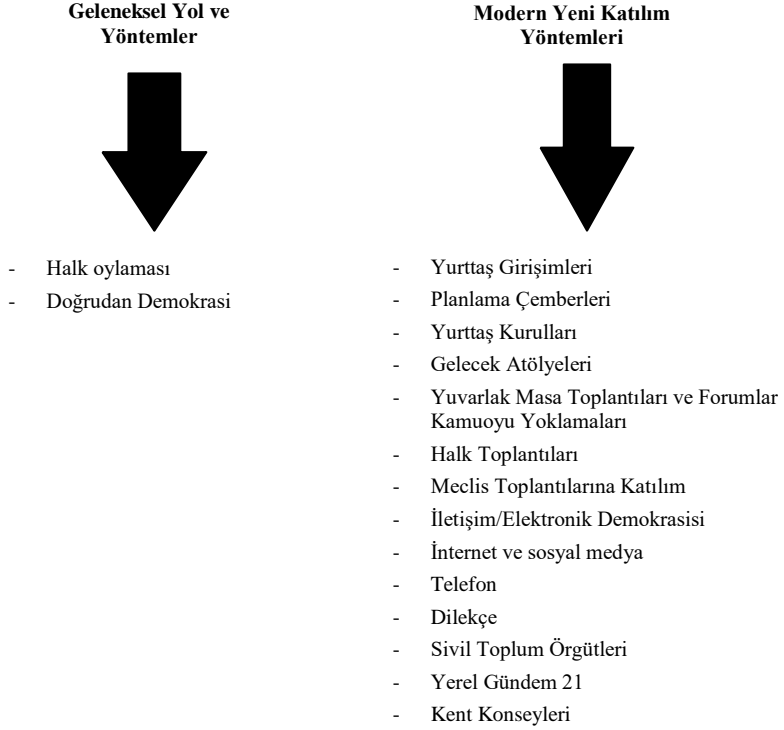 Geleneksel Yol ve
Yöntemler
- Halk oylaması
- Doğrudan Demokrasi
Modern Yeni Katılım
Yöntemleri
- Yurttaş Girişimleri
- Planlama Çemberleri
- Yurttaş Kurulları
- Gelecek Atölyeleri
- Yuvarlak Masa Toplantıları ve Forumlar
Kamuoyu Yoklamaları
- Halk Toplantıları
- Meclis Toplantılarına Katılım
- İletişim/Elektronik Demokrasisi
- İnternet ve sosyal medya
- Telefon
- Dilekçe
- Sivil Toplum Örgütleri
- Yerel Gündem 21
- Kent Konseyleri